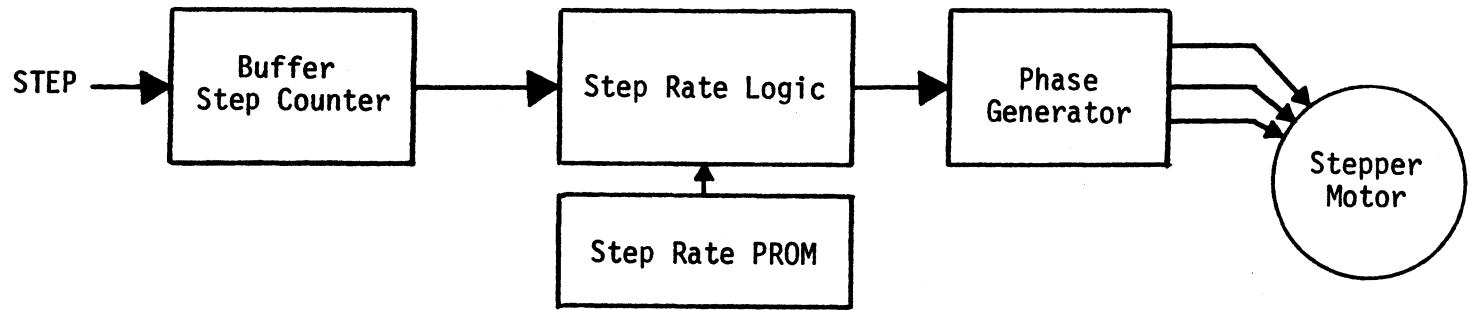 STEP
Buffer
Step Counter
Step Rate Logic
Step Rate PROM
Phase
Generator
Stepper
Motor